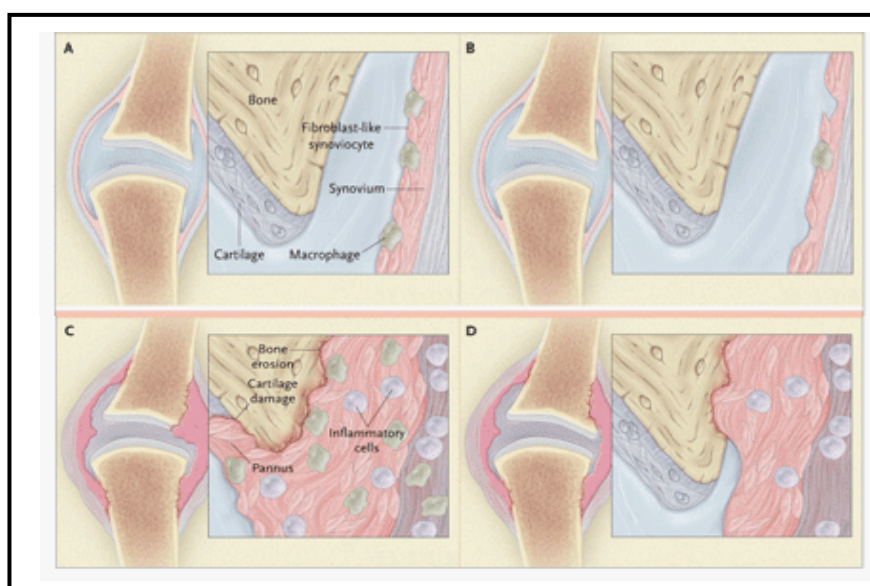 A
Bone
Fibroblast-like
synoviocyte
Synovium
Cartilage
Macrophage
B
C
Bone
erosion
Cartilage
damage
Inflammatory
cells
Pannus
D